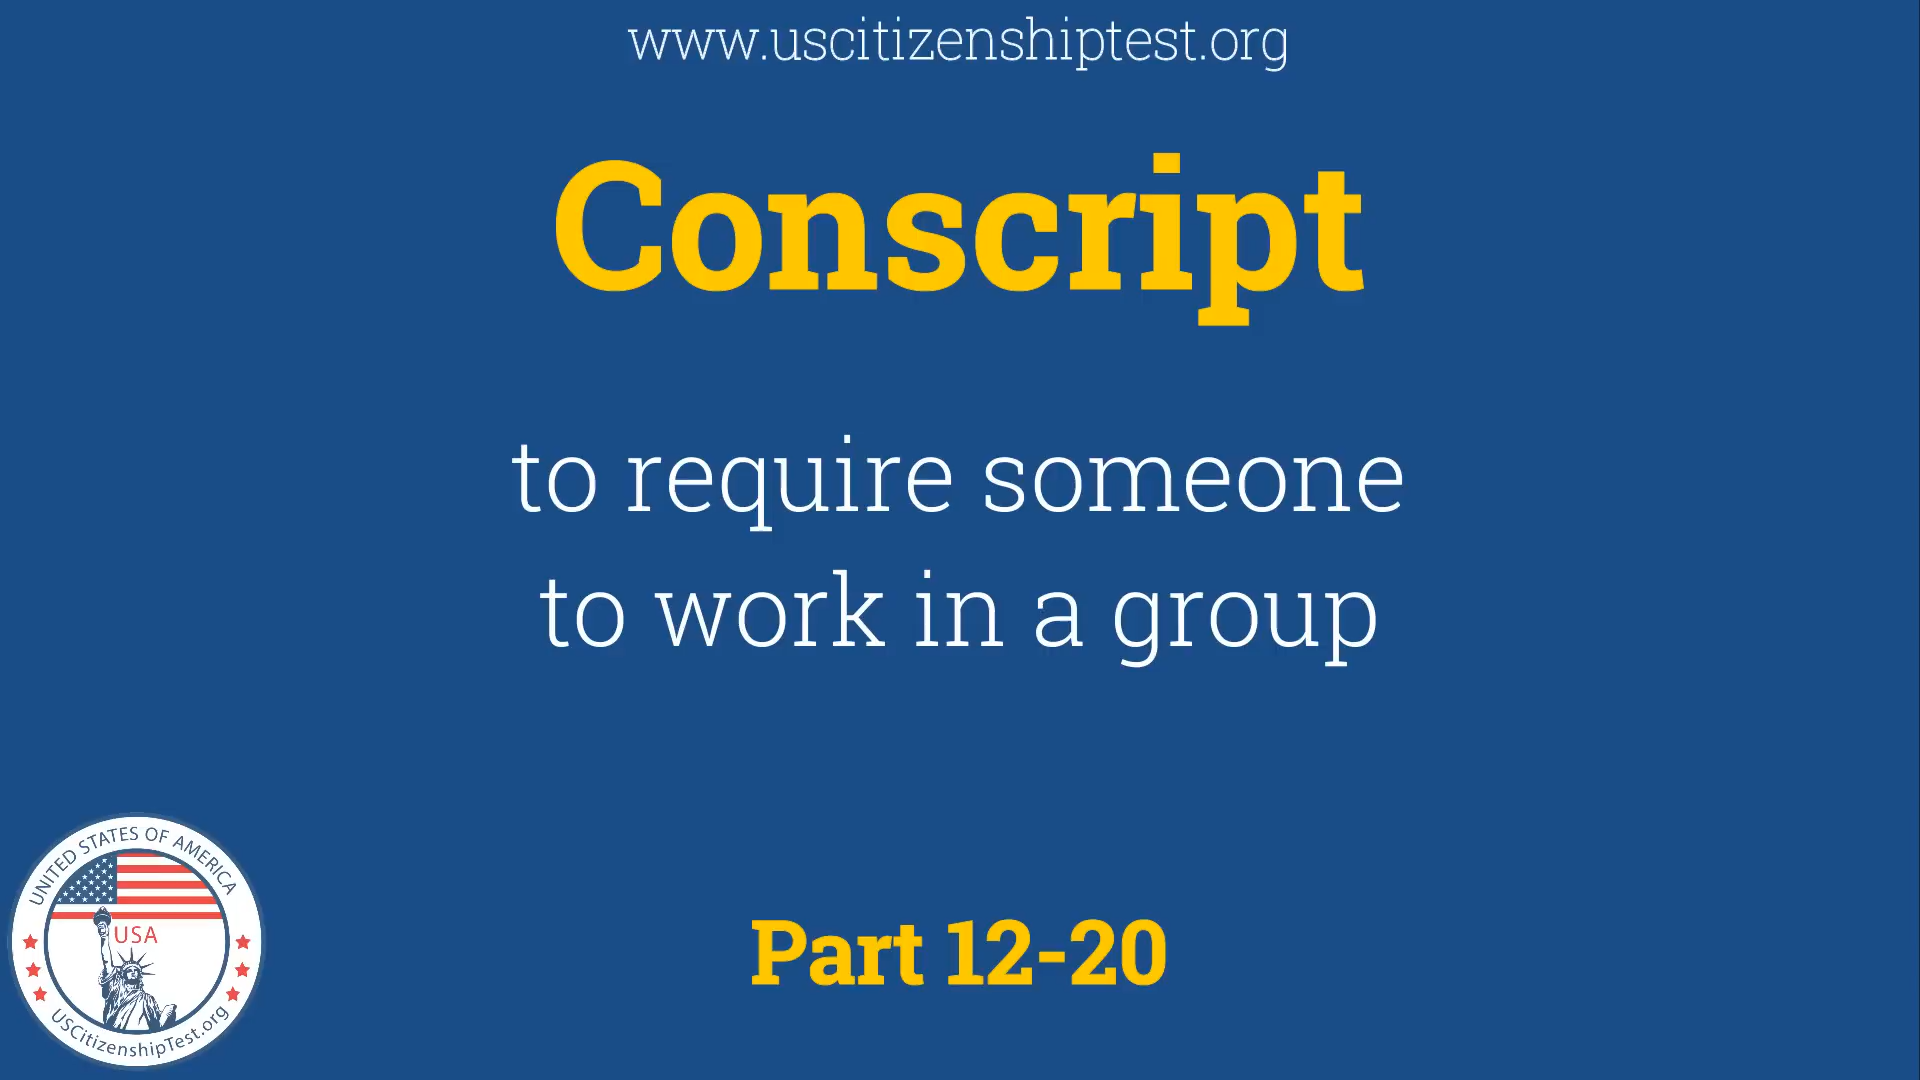 www.uscitizenshiptest.org
Conscript
to require someone
to work in a group
UNITED STATES OF AMERICA
USA
USCitizenshipTest.org
Part 12-20